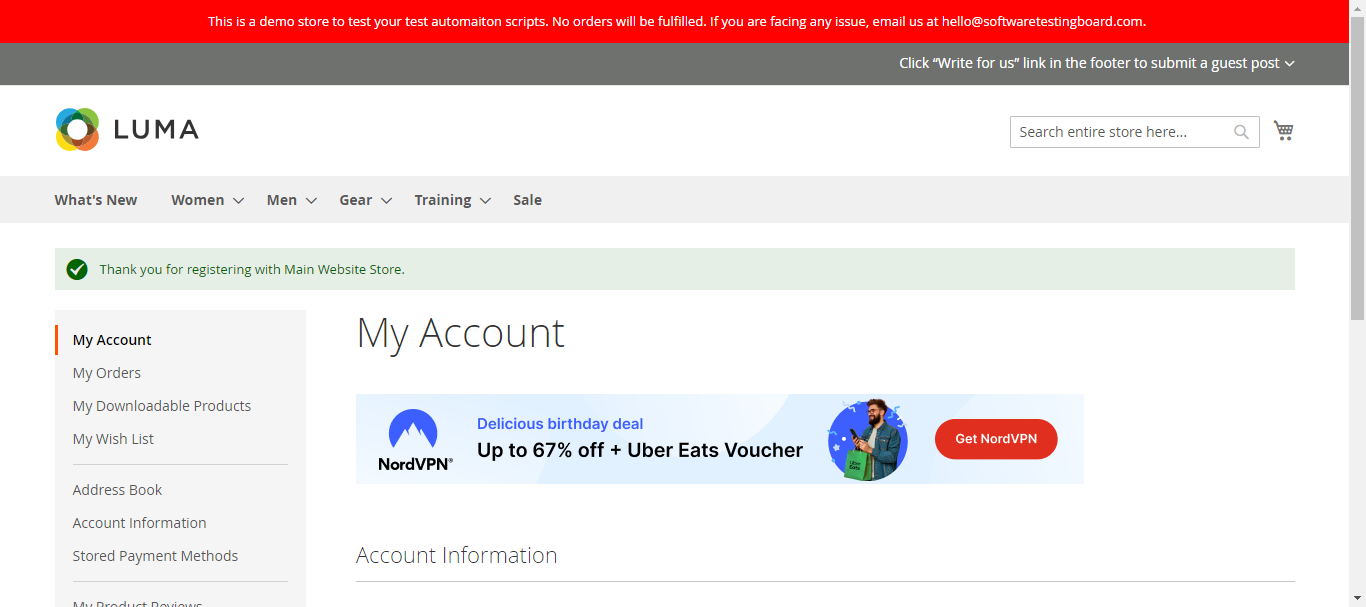 This is a demo store to test your test automaiton scripts. No orders will be fulfilled. If you are facing any issue, email us at hello@softwaretestingboard.com.
Click “Write for us” link in the footer to submit a guest post
LUMA
Search entire store here...
What's New Women Men Gear Training Sale
Thank you for registering with Main Website Store.
My Account
My Orders
My Downloadable Products
My Wish List
Address Book
Account Information
Stored Payment Methods
My Product Reviews
My Account
NordVPN®
Delicious birthday deal
Up to 67% off + Uber Eats Voucher
Uber
Eats
Get NordVPN
Account Information